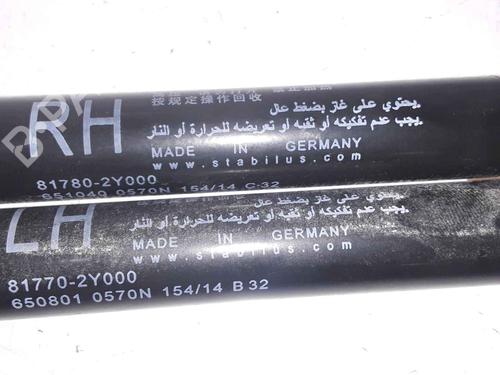 按规定操作回收
يحتوي على غاز بضغط عال.
RH
يجب عدم تفكيكه أو ثقبه أو تعريضه للحرارة أو النار
MADE IN GERMANY
www.stabilus.com
81780-2Y000
651040 0570N 154/14 C-32
يحتوي على غاز بضغط عال.
LH
يجب عدم تفكيكه أو ثقبه أو تعريضه للحرارة أو النار
MADE IN GERMANY
www.stabilus.com
81770-2Y000
650801 0570N 154/14 B 32